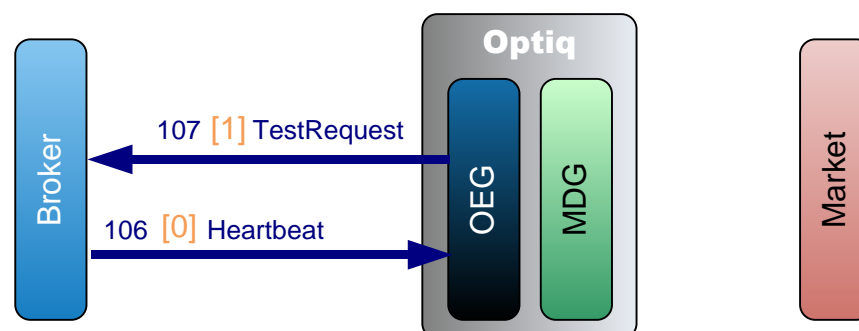 Optiq
107 [1] TestRequest
106 [0] Heartbeat
Broker
OEG
MDG
Market